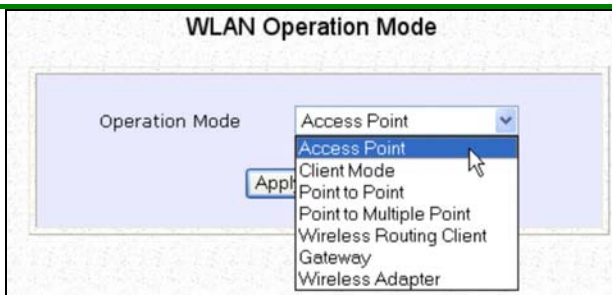 WLAN Operation Mode
Operation Mode Access Point
Access Point
Client Mode
Point to Point
Point to Multiple Point
Wireless Routing Client
Gateway
Wireless Adapter